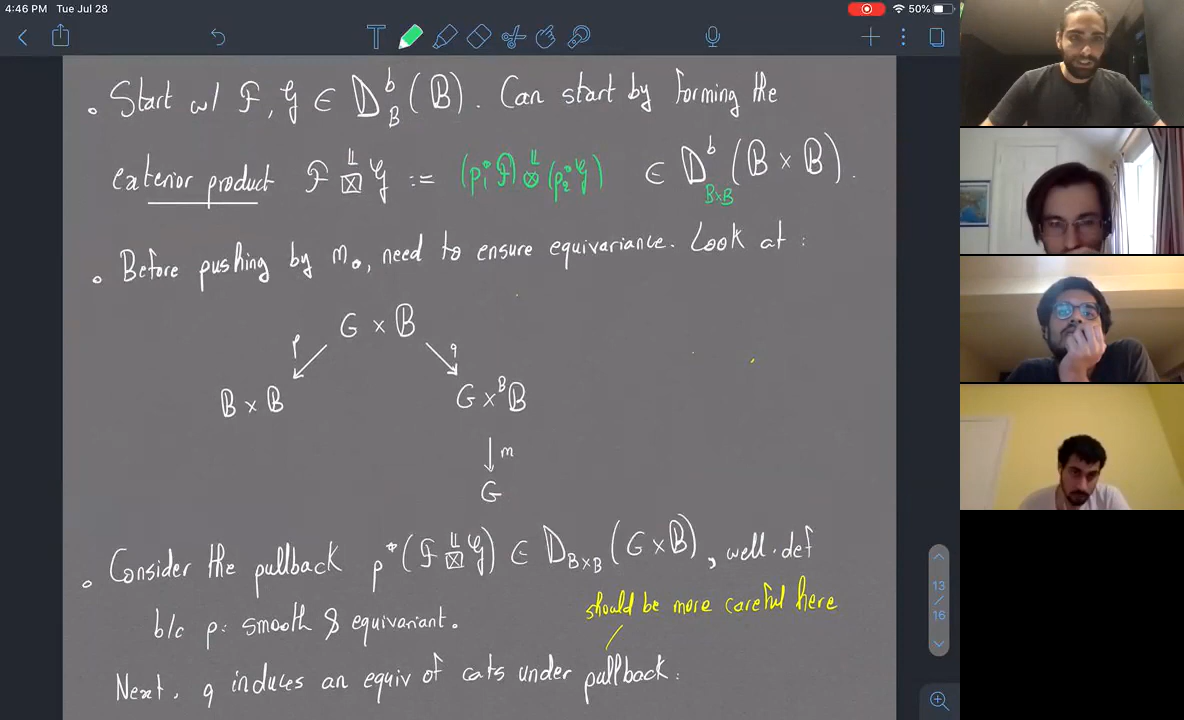 4:46 PM Tue Jul 28
50%
• Start w/ F, G ∈ D^b_B (𝔹). Can start by forming the
exterior product F ⊠^𝕃 G := (p₁* F) ⊗^𝕃 (p₂* G) ∈ D^b_{B×B} (𝔹 × 𝔹).
• Before pushing by m₀, need to ensure equivariance. Look at :
G × 𝔹
p q
𝔹 × 𝔹 G ×^B 𝔹
m
G
• Consider the pullback p*(F ⊠^𝕃 G) ∈ D_{B×B} (G × 𝔹), well-def
b/c p: smooth & equivariant.
should be more careful here
Next, q induces an equiv of cats under pullback:
13
/
16